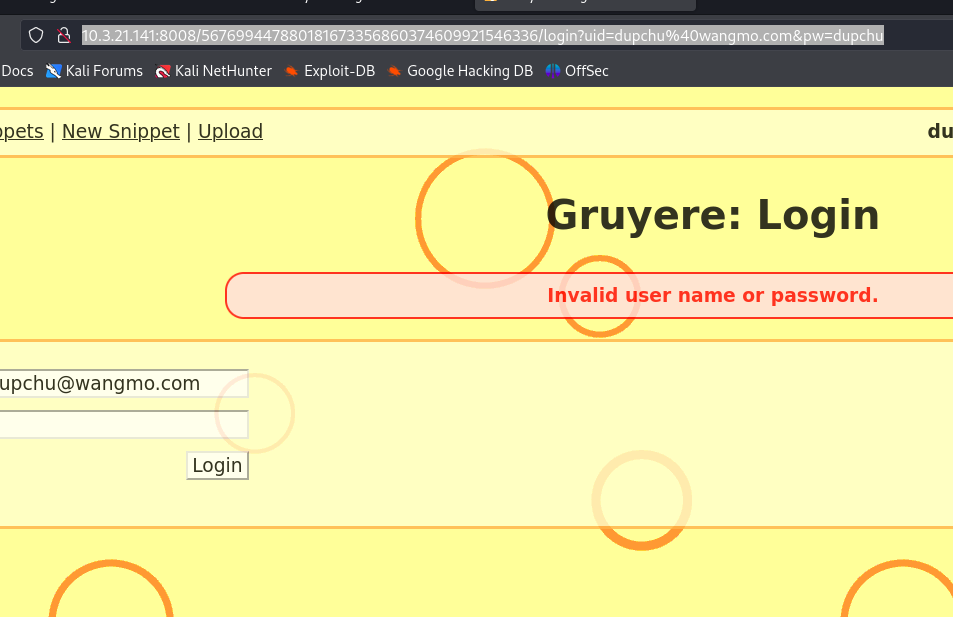 10.3.21.141:8008/567699447880181673356860374609921546336/login?uid=dupchu%40wangmo.com&pw=dupchu
Docs Kali Forums Kali NetHunter Exploit-DB Google Hacking DB OffSec
ppets | New Snippet | Upload du
Gruyere: Login
Invalid user name or password.
upchu@wangmo.com
Login